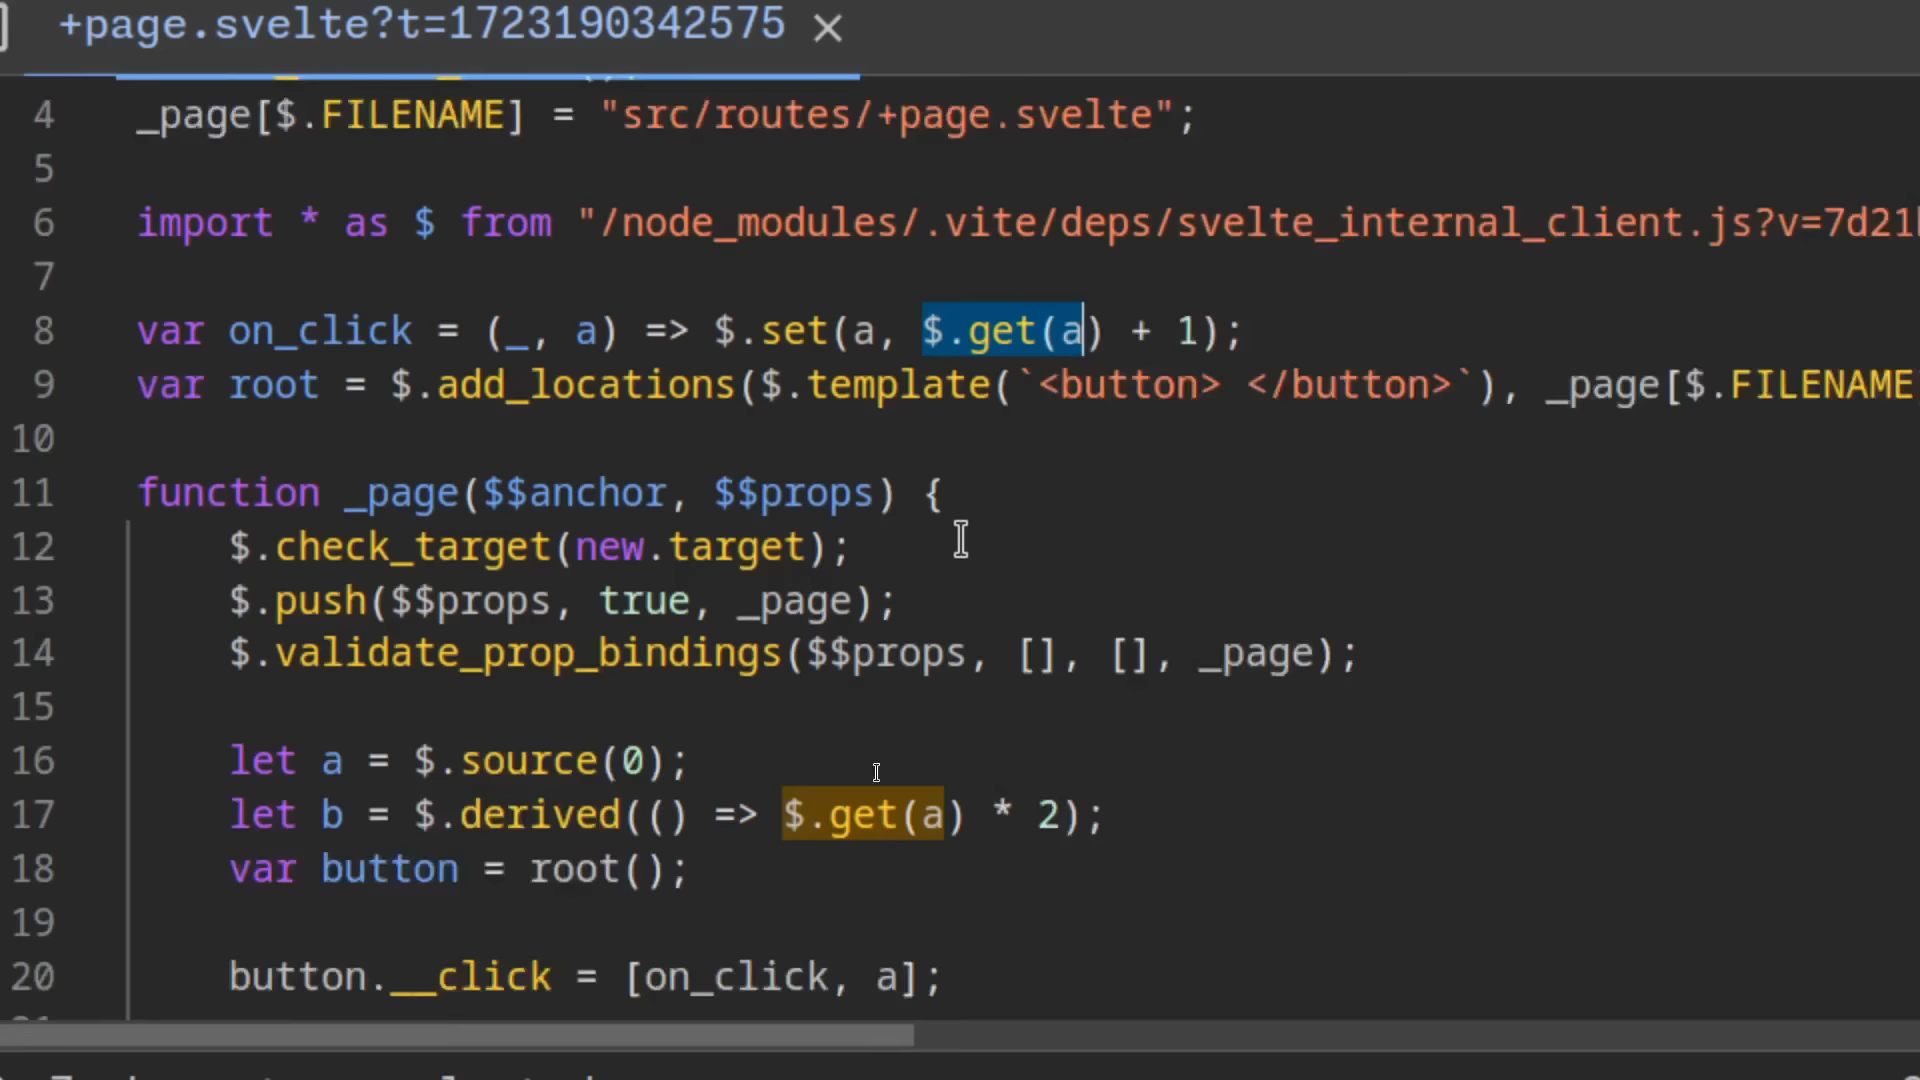 +page.svelte?t=1723190342575 ×
4 _page[$.FILENAME] = "src/routes/+page.svelte";
5
6 import * as $ from "/node_modules/.vite/deps/svelte_internal_client.js?v=7d21
7
8 var on_click = (_, a) => $.set(a, $.get(a) + 1);
9 var root = $.add_locations($.template(`<button> </button>`), _page[$.FILENAME
10
11 function _page($$anchor, $$props) {
12 $.check_target(new.target);
13 $.push($$props, true, _page);
14 $.validate_prop_bindings($$props, [], [], _page);
15
16 let a = $.source(0);
17 let b = $.derived(() => $.get(a) * 2);
18 var button = root();
19
20 button.__click = [on_click, a];